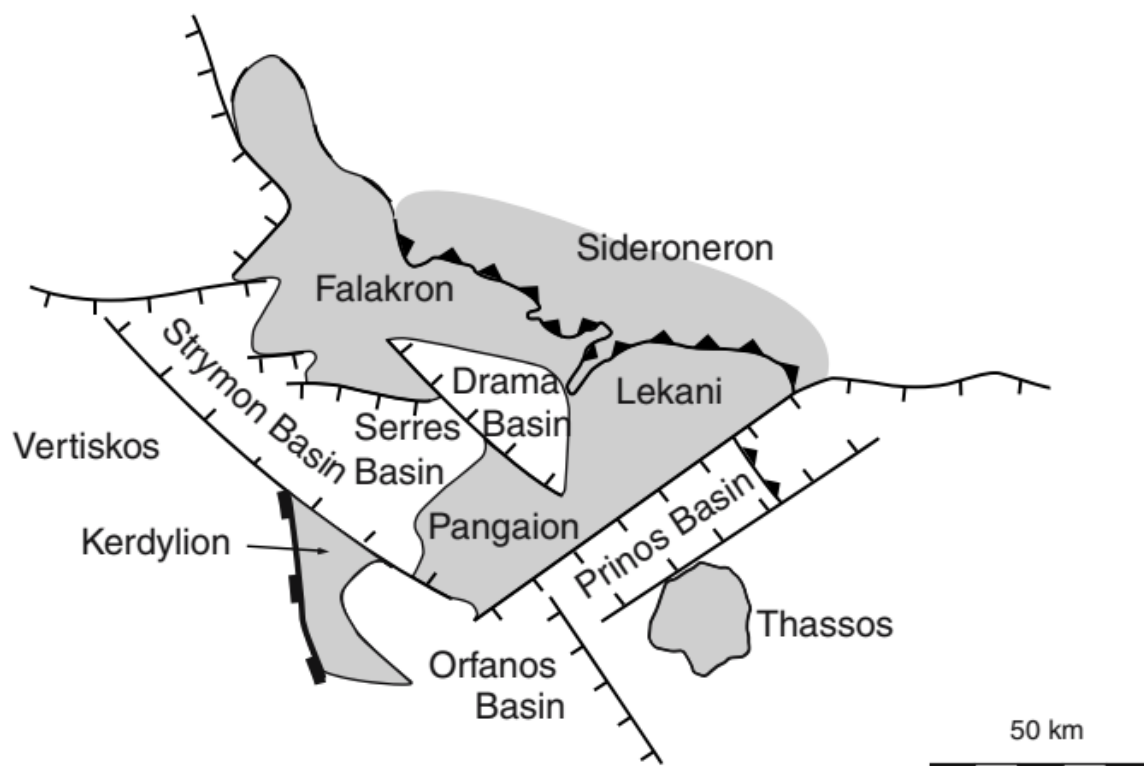 Sideroneron
Falakron
Strymon Basin
Drama
Basin
Lekani
Serres
Basin
Vertiskos
Prinos Basin
Pangaion
Kerdylion
Thassos
Orfanos
Basin
50 km